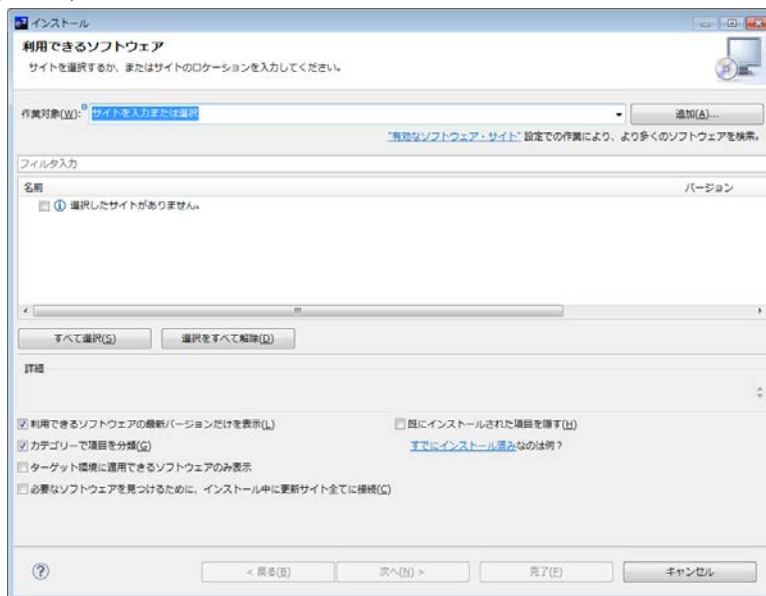 インストール
利用できるソフトウェア
サイトを選択するか、またはサイトのロケーションを入力してください。
作業対象(W): サイトを入力または選択 追加(A)...
"有効なソフトウェア・サイト" 設定での作業により、より多くのソフトウェアを検索。
フィルタ入力
名前 バージョン
選択したサイトがありません。
すべて選択(S) 選択をすべて解除(D)
詳細
利用できるソフトウェアの最新バージョンだけを表示(L) 既にインストールされた項目を隠す(H)
カテゴリーで項目を分類(G) すでにインストール済みなのは何？
ターゲット環境に適用できるソフトウェアのみ表示
必要なソフトウェアを見つけるために、インストール中に更新サイト全てに接続(C)
< 戻る(B) 次へ(N) > 完了(F) キャンセル